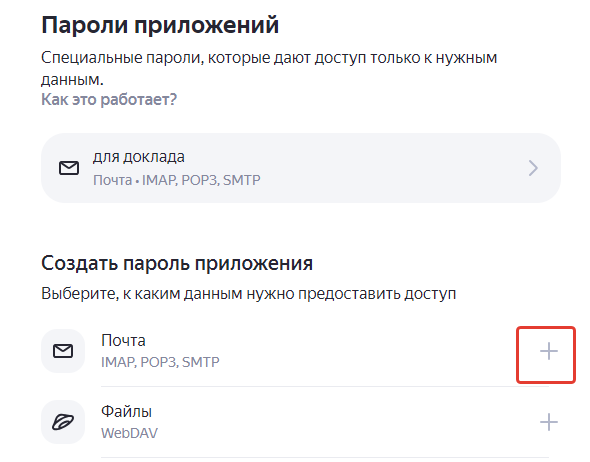 Пароли приложений
Специальные пароли, которые дают доступ только к нужным
данным.
Как это работает?
для доклада
Почта • IMAP, POP3, SMTP
Создать пароль приложения
Выберите, к каким данным нужно предоставить доступ
Почта
IMAP, POP3, SMTP
Файлы
WebDAV